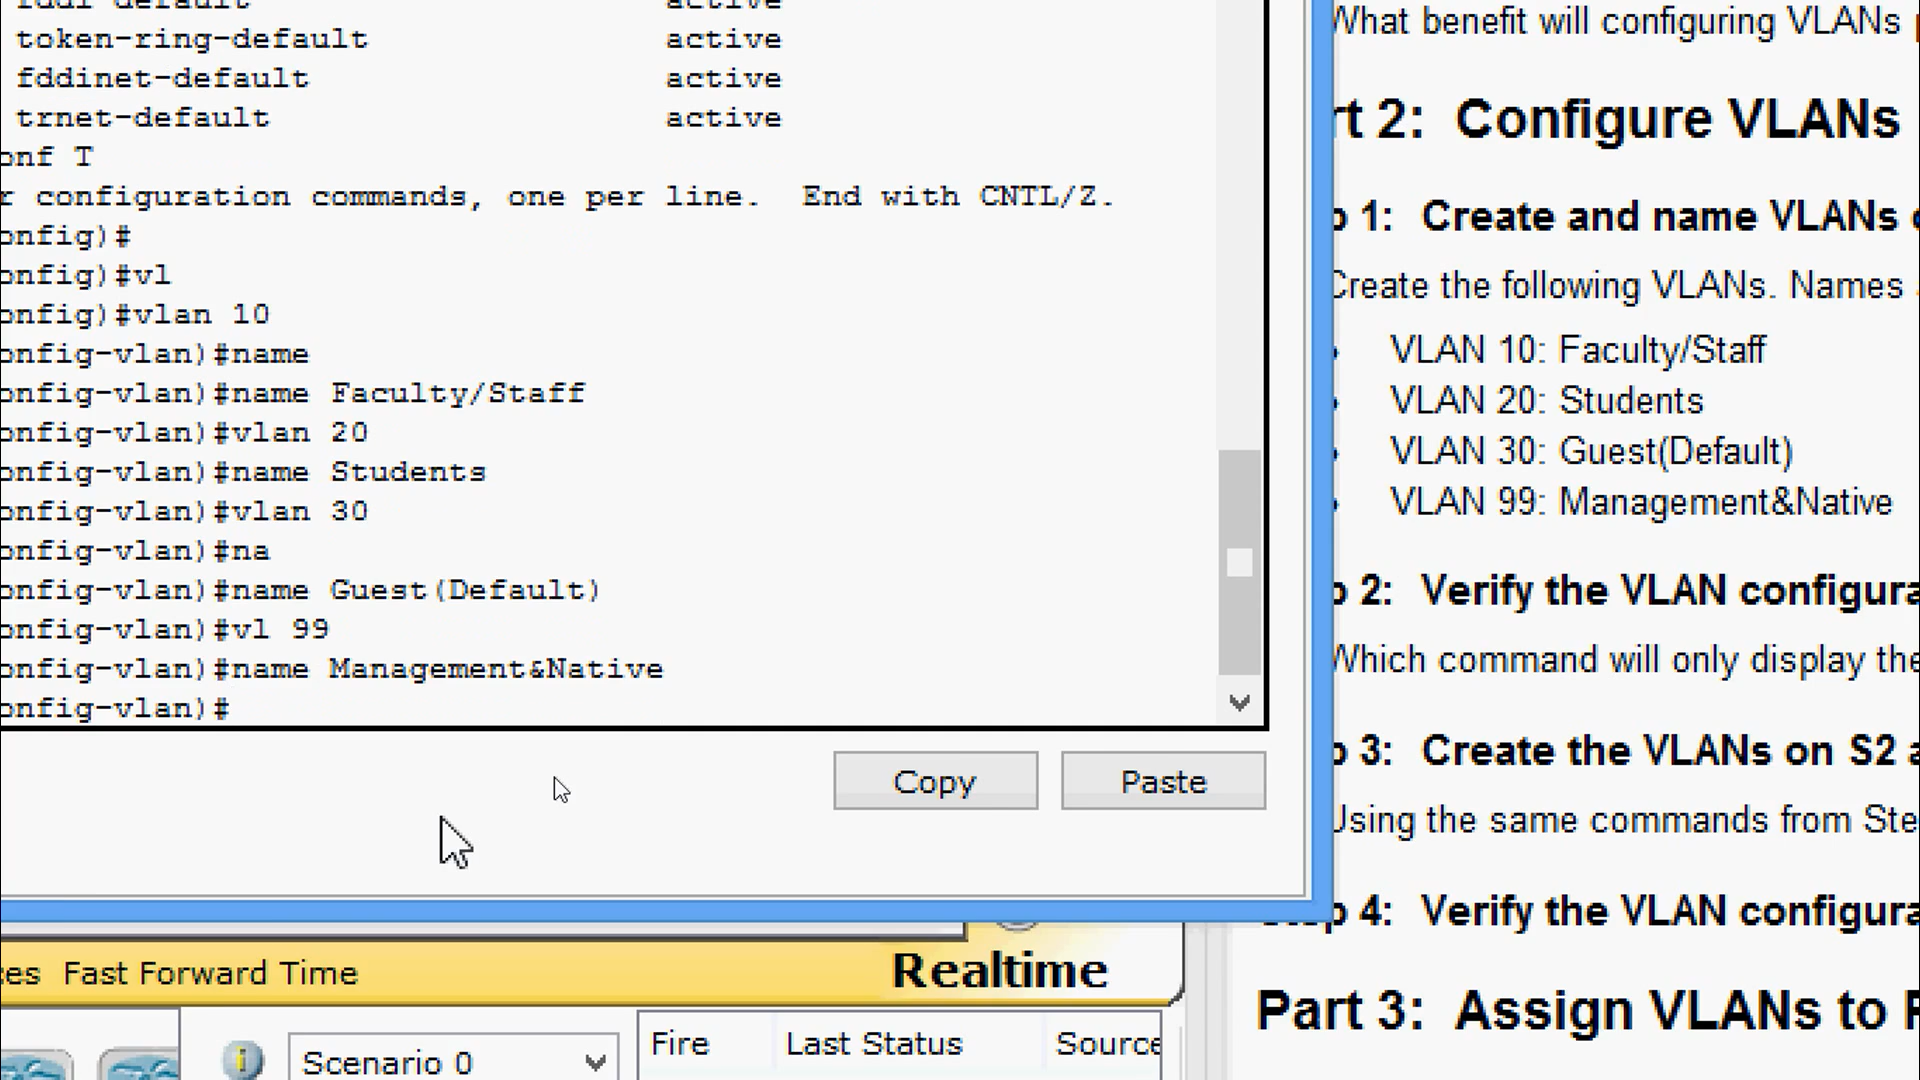 fddi-default active
token-ring-default active
fddinet-default active
trnet-default active
onf T
r configuration commands, one per line. End with CNTL/Z.
onfig)#
onfig)#vl
onfig)#vlan 10
onfig-vlan)#name
onfig-vlan)#name Faculty/Staff
onfig-vlan)#vlan 20
onfig-vlan)#name Students
onfig-vlan)#vlan 30
onfig-vlan)#na
onfig-vlan)#name Guest(Default)
onfig-vlan)#vl 99
onfig-vlan)#name Management&Native
onfig-vlan)#
Copy Paste
es Fast Forward Time
Realtime
Scenario 0
Fire Last Status Source
What benefit will configuring VLANs
rt 2: Configure VLANs
p 1: Create and name VLANs
Create the following VLANs. Names
VLAN 10: Faculty/Staff
VLAN 20: Students
VLAN 30: Guest(Default)
VLAN 99: Management&Native
p 2: Verify the VLAN configura
Which command will only display the
p 3: Create the VLANs on S2 a
Using the same commands from Ste
Step 4: Verify the VLAN configura
Part 3: Assign VLANs to P